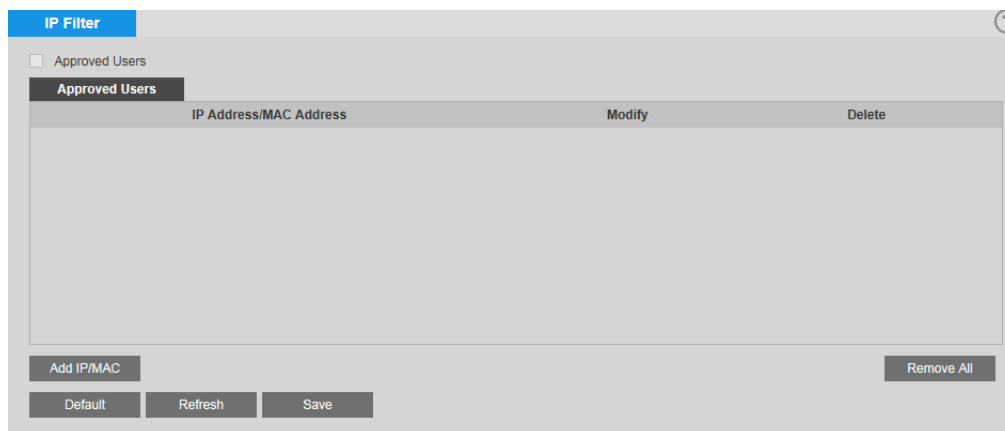 IP Filter
Approved Users
Approved Users
IP Address/MAC Address Modify Delete
Add IP/MAC Remove All
Default Refresh Save